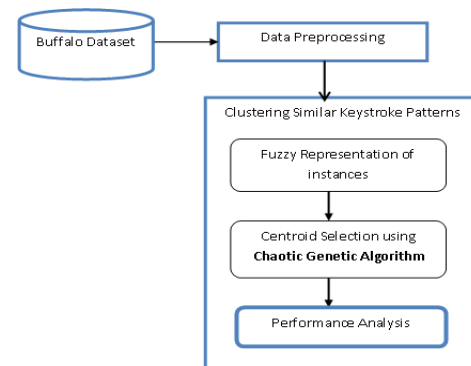 Buffalo Dataset
Data Preprocessing
Clustering Similar Keystroke Patterns
Fuzzy Representation of
instances
Centroid Selection using
Chaotic Genetic Algorithm
Performance Analysis